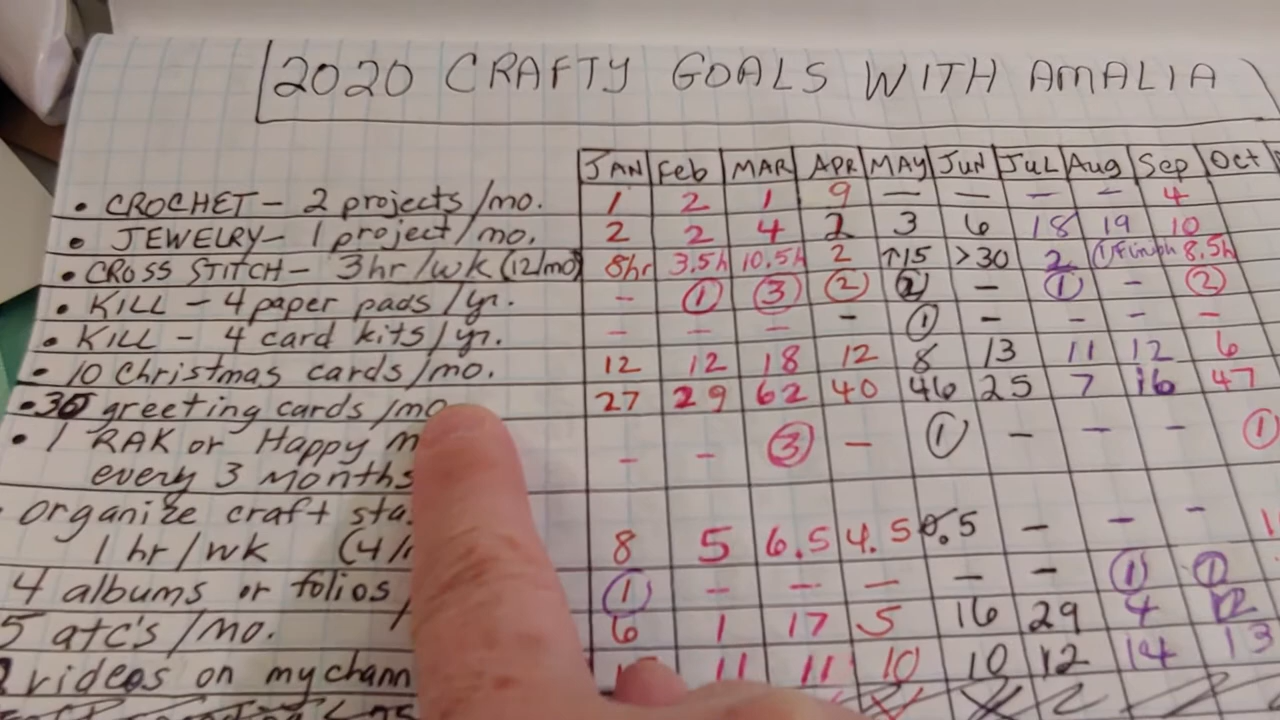 2020 CRAFTY GOALS WITH AMALIA
JAN Feb MAR APR MAY Jun Jul Aug Sep Oct
• CROCHET - 2 projects/mo. 1 2 1 9 — — — — 4
• JEWELRY - 1 project/mo. 2 2 4 2 3 6 18 19 10
• CROSS STITCH - 3hr/wk (12/mo) 8hr 3.5h 10.5h 2 ↑15 >30 2 1 Finish 8.5h
• KILL - 4 paper pads/yr. - 1 3 2 2 - 1 - 2
• KILL - 4 card kits/yr. - - - - 1 - - - -
• 10 Christmas cards/mo. 12 12 18 12 8 13 11 12 6
• 30 greeting cards/mo 27 29 62 40 46 25 7 16 47
• 1 RAK or Happy m - - 3 - 1 - - - 1
every 3 months
organize craft sta
1 hr/wk (4/ 8 5 6.5 4.5 0.5 - - - 1
4 albums or folios 1 - - - - - 1 1
5 atc's/mo. 6 1 17 5 16 29 4 12
videos on my chann 11 11 10 10 12 14 13